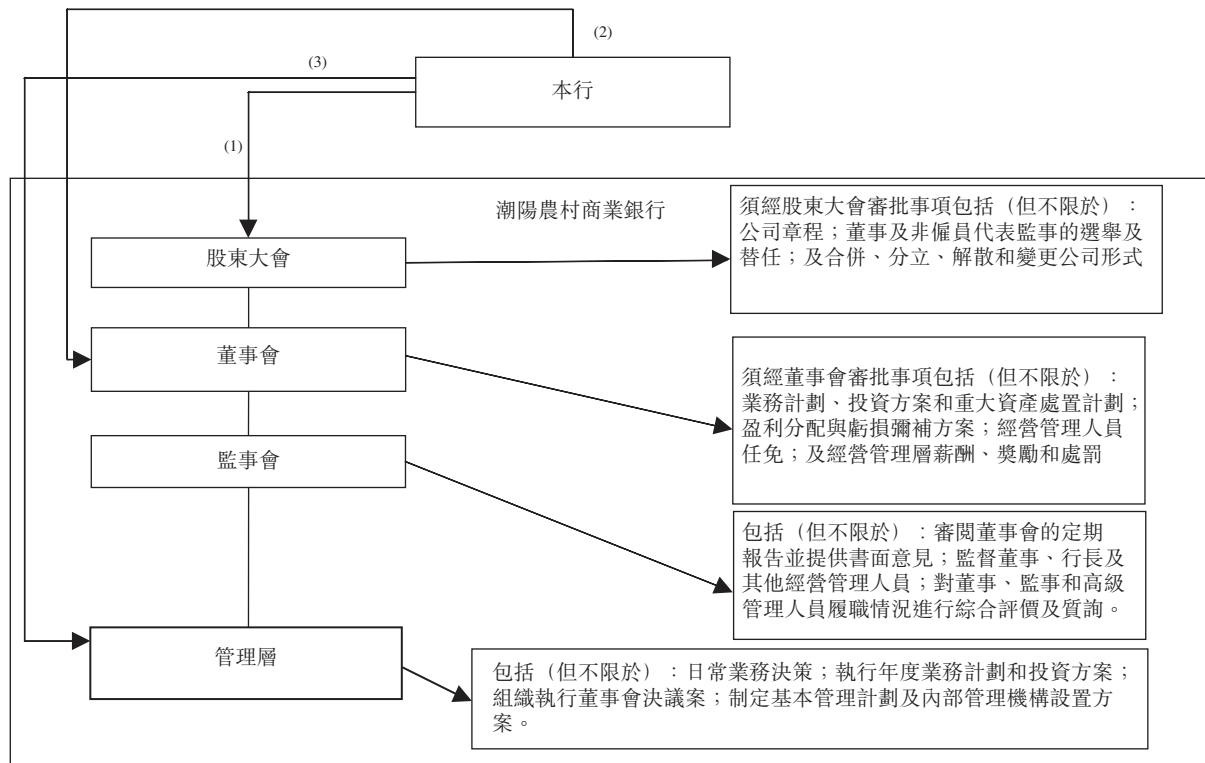 (2)
(3)
本行
(1)
潮陽農村商業銀行
股東大會
須經股東大會審批事項包括（但不限於）：
公司章程；董事及非僱員代表監事的選舉及
替任；及合併、分立、解散和變更公司形式
董事會
須經董事會審批事項包括（但不限於）：
業務計劃、投資方案和重大資產處置計劃；
盈利分配與虧損彌補方案；經營管理人員
任免；及經營管理層薪酬、獎勵和處罰
監事會
包括（但不限於）：審閱董事會的定期
報告並提供書面意見；監督董事、行長及
其他經營管理人員；對董事、監事和高級
管理人員履職情況進行綜合評價及質詢。
管理層
包括（但不限於）：日常業務決策；執行年度業務計劃和投資方案；
組織執行董事會決議案；制定基本管理計劃及內部管理機構設置方
案。